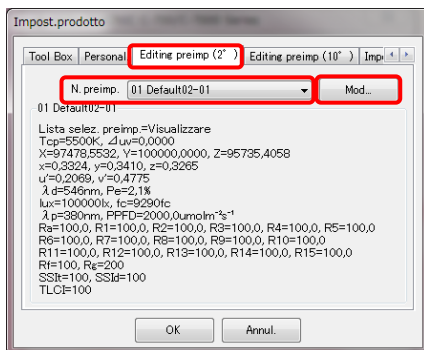 Impost.prodotto
Tool Box Personal Editing preimp (2°) Editing preimp (10°) Imp
N. preimp. 01 Default02-01 Mod...
01 Default02-01
Lista selez. preimp.=Visualizzare
Tcp=5500K, ⊿uv=0,0000
X=97478,5532, Y=100000,0000, Z=95735,4058
x=0,3324, y=0,3410, z=0,3265
u'=0,2069, v'=0,4775
λd=546nm, Pe=2,1%
lux=100000lx, fc=9290fc
λp=380nm, PPFD=2000,0umolm⁻²s⁻¹
Ra=100,0, R1=100,0, R2=100,0, R3=100,0, R4=100,0, R5=100,0
R6=100,0, R7=100,0, R8=100,0, R9=100,0, R10=100,0
R11=100,0, R12=100,0, R13=100,0, R14=100,0, R15=100,0
Rf=100, Rg=200
SSIt=100, SSId=100
TLCI=100
OK Annul.